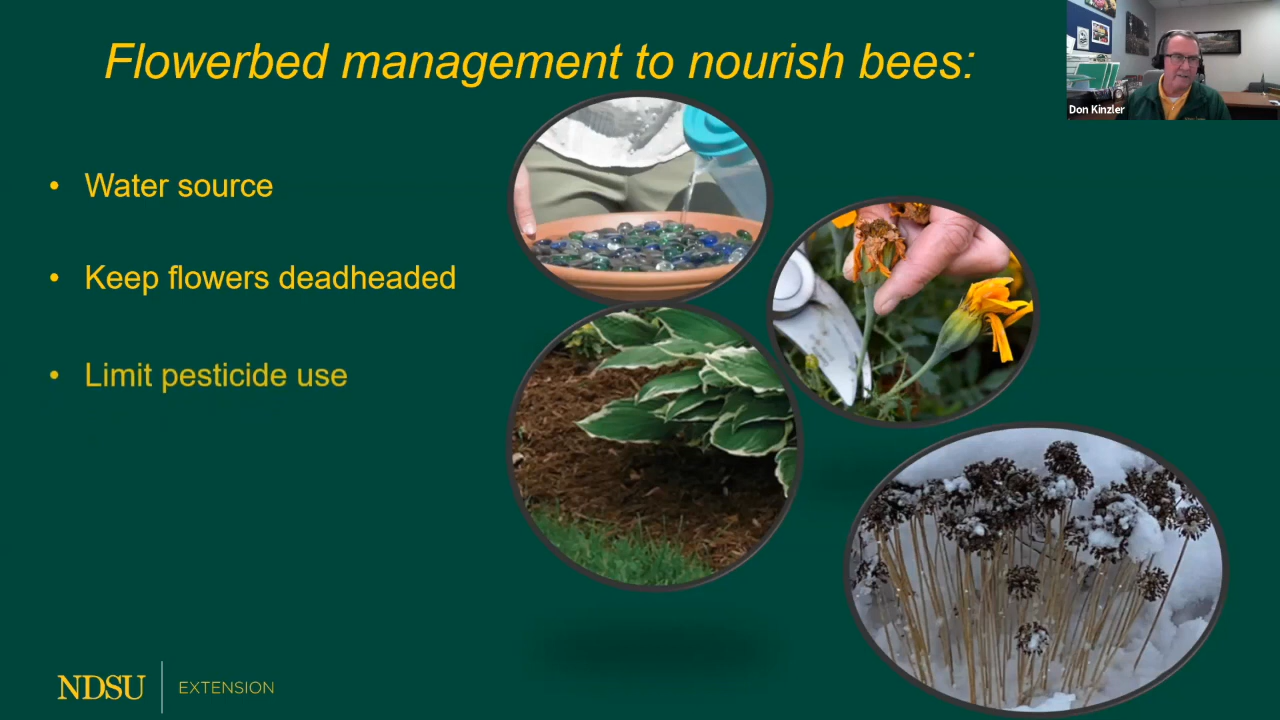 Flowerbed management to nourish bees:
Don Kinzler
• Water source
• Keep flowers deadheaded
• Limit pesticide use
NDSU | EXTENSION